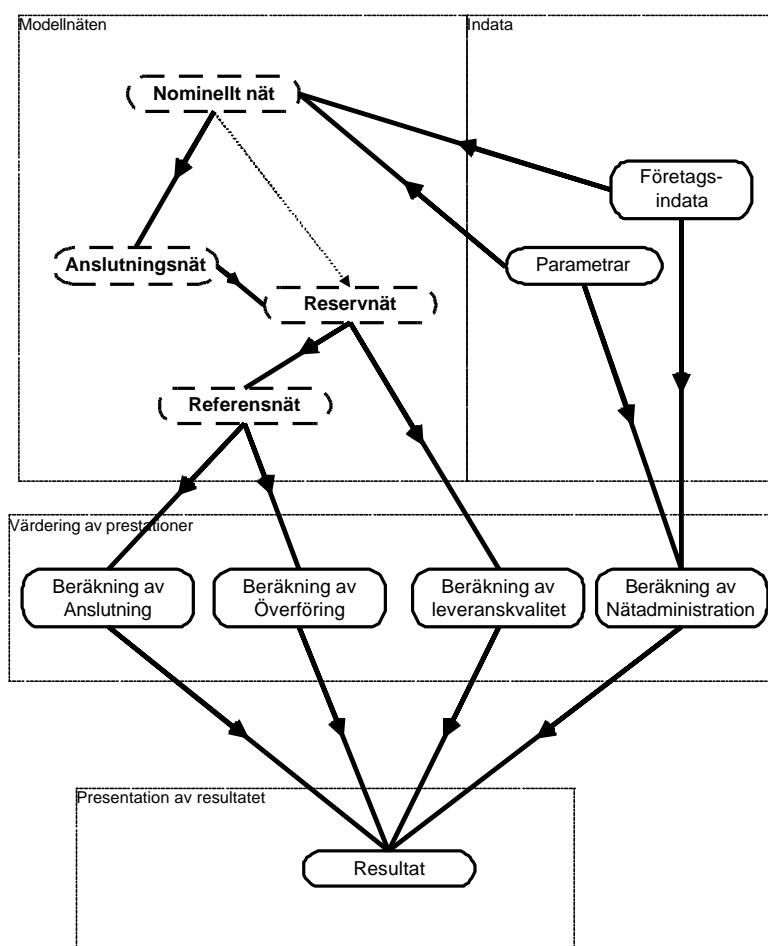 Modellnäten
Indata
Nominellt nät
Företags-
indata
Anslutningsnät
Parametrar
Reservnät
Referensnät
Värdering av prestationer
Beräkning av
Anslutning
Beräkning av
Överföring
Beräkning av
leveranskvalitet
Beräkning av
Nätadministration
Presentation av resultatet
Resultat